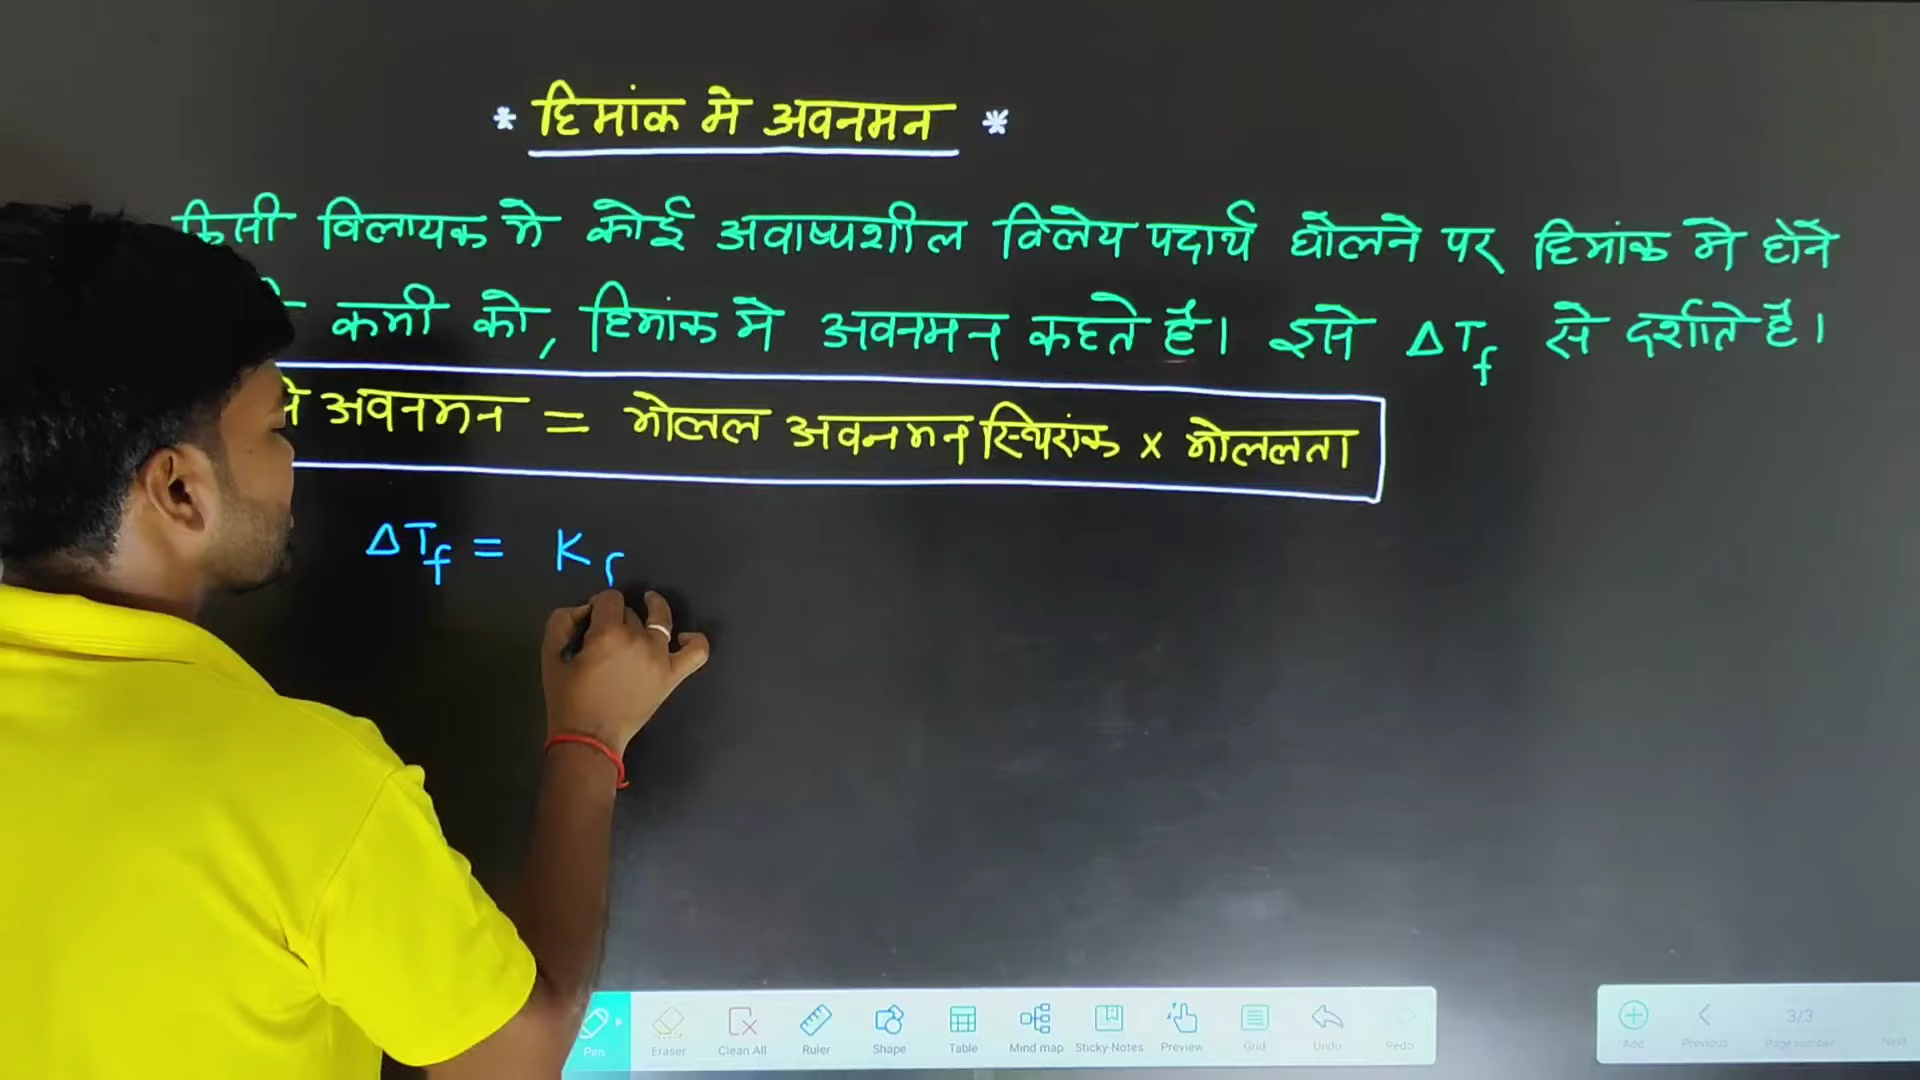 * हिमांक मे अवनमन *
किसी विलायक मे कोई अवाष्पशील विलेय पदार्थ घोलने पर हिमांक मे होने
कमी को, हिमांक मे अवनमन कहते है। इसे ΔTf से दर्शाते है।
मे अवनमन = मोलल अवनमन स्थिरांक × मोललता
ΔTf = Kf
Pen Eraser Clean All Ruler Shape Table Mind map Sticky-Notes Preview Grid Undo Redo
Add Previous 3/3 Page number Next